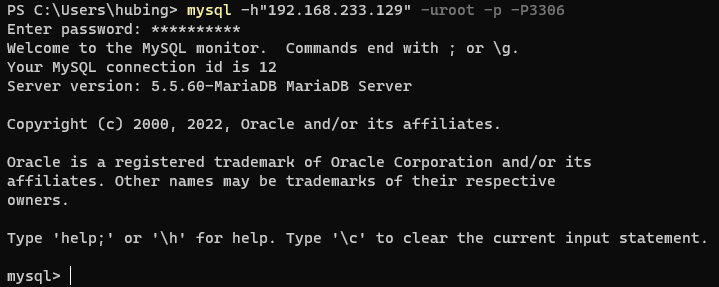 PS C:\Users\hubing> mysql -h"192.168.233.129" -uroot -p -P3306
Enter password: **********
Welcome to the MySQL monitor.  Commands end with ; or \g.
Your MySQL connection id is 12
Server version: 5.5.60-MariaDB MariaDB Server

Copyright (c) 2000, 2022, Oracle and/or its affiliates.

Oracle is a registered trademark of Oracle Corporation and/or its
affiliates. Other names may be trademarks of their respective
owners.

Type 'help;' or '\h' for help. Type '\c' to clear the current input statement.

mysql>